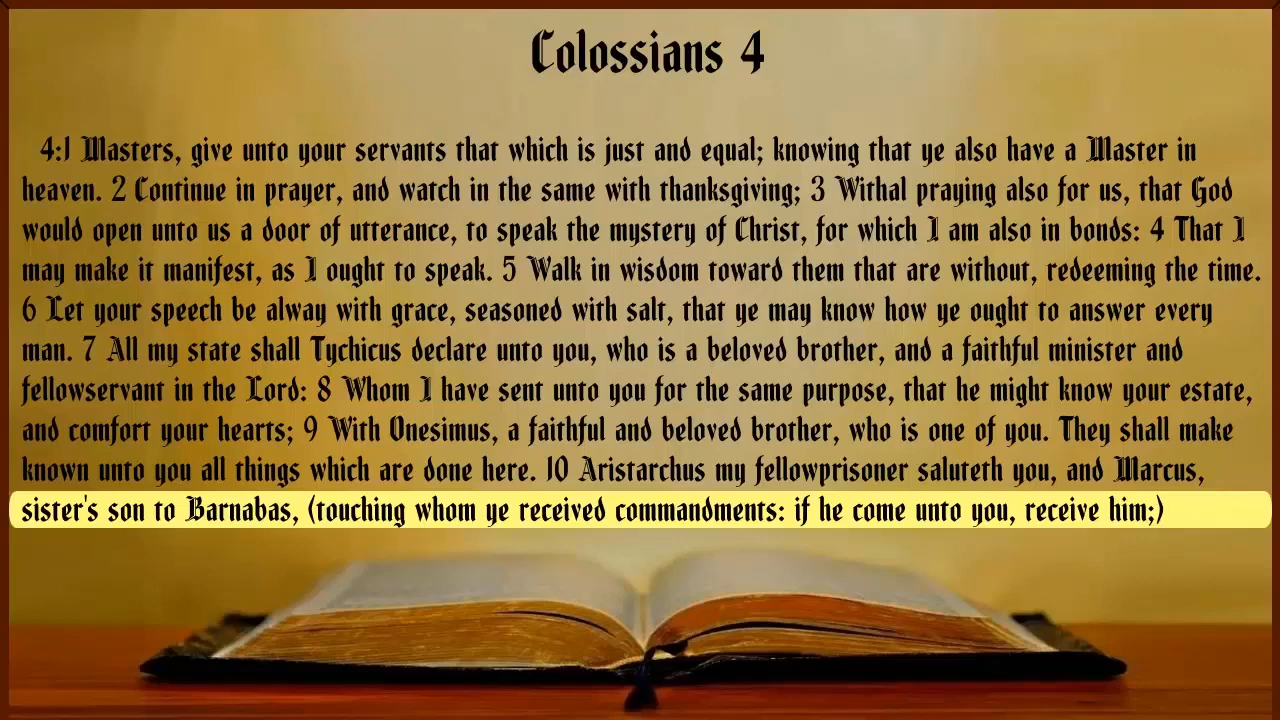 Colossians 4
4:1 Masters, give unto your servants that which is just and equal; knowing that ye also have a Master in
heaven. 2 Continue in prayer, and watch in the same with thanksgiving; 3 Withal praying also for us, that God
would open unto us a door of utterance, to speak the mystery of Christ, for which I am also in bonds: 4 That I
may make it manifest, as I ought to speak. 5 Walk in wisdom toward them that are without, redeeming the time.
6 Let your speech be alway with grace, seasoned with salt, that ye may know how ye ought to answer every
man. 7 All my state shall Tychicus declare unto you, who is a beloved brother, and a faithful minister and
fellowservant in the Lord: 8 Whom I have sent unto you for the same purpose, that he might know your estate,
and comfort your hearts; 9 With Onesimus, a faithful and beloved brother, who is one of you. They shall make
known unto you all things which are done here. 10 Aristarchus my fellowprisoner saluteth you, and Marcus,
sister's son to Barnabas, (touching whom ye received commandments: if he come unto you, receive him;)